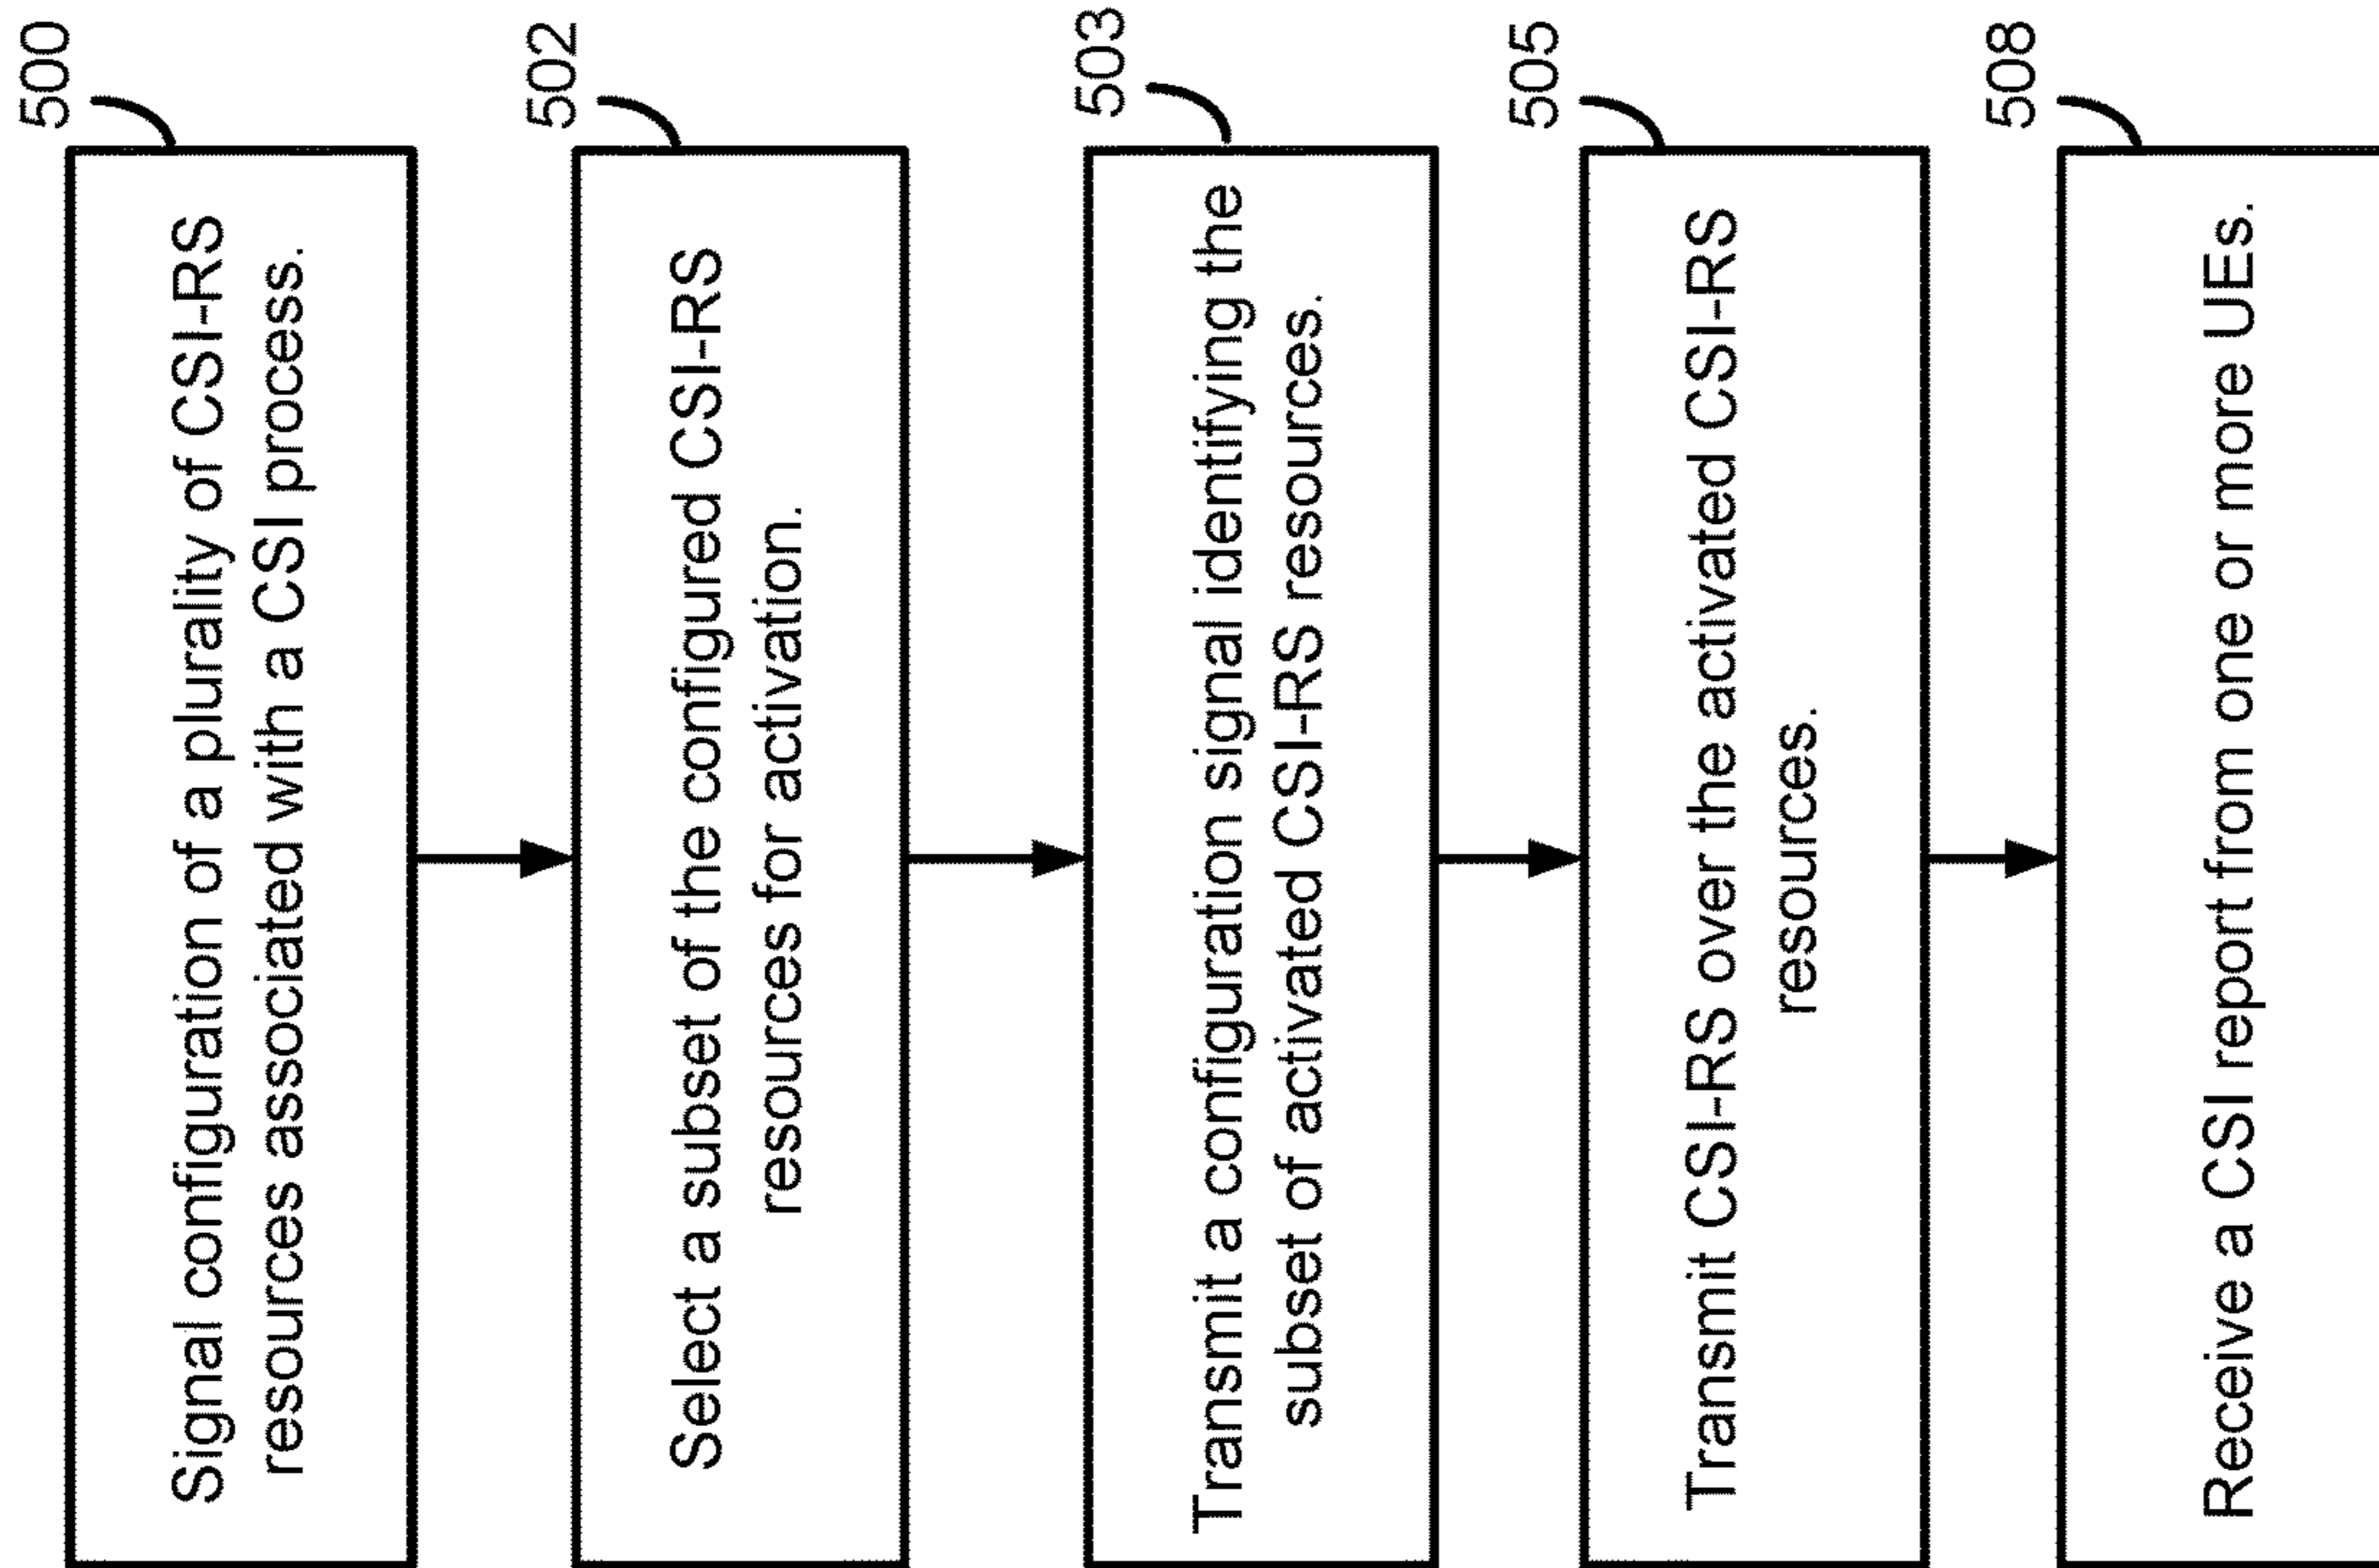 500
Signal configuration of a plurality of CSI-RS
resources associated with a CSI process.
502
Select a subset of the configured CSI-RS
resources for activation.
503
Transmit a configuration signal identifying the
subset of activated CSI-RS resources.
505
Transmit CSI-RS over the activated CSI-RS
resources.
508
Receive a CSI report from one or more UEs.